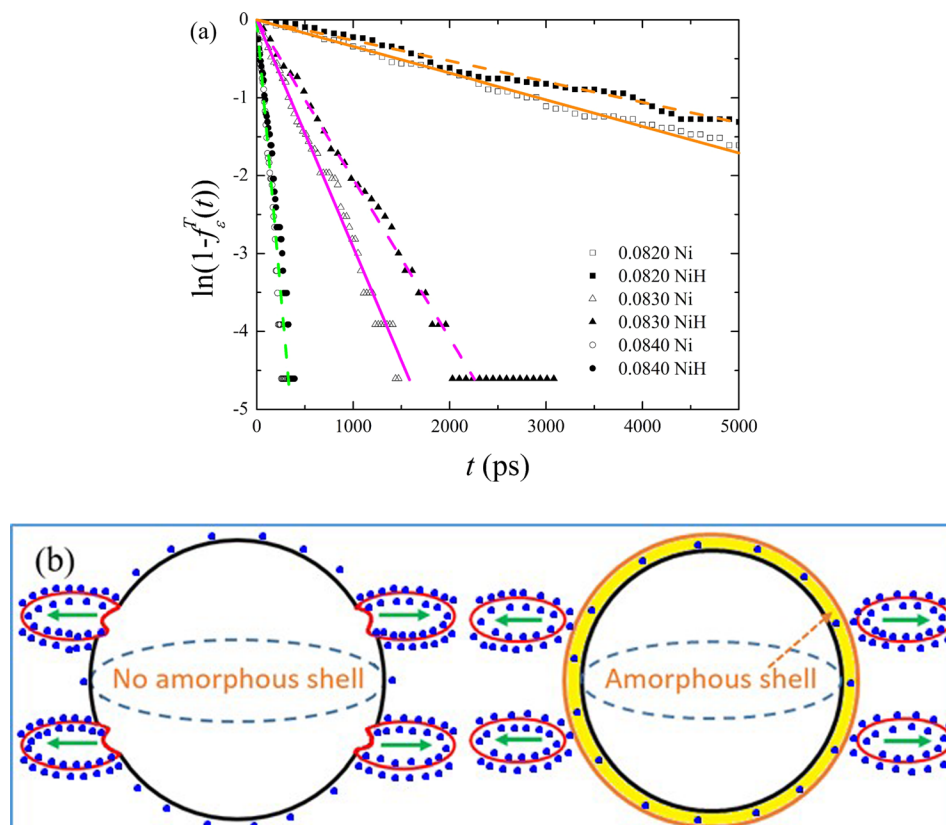 (a)
0
-1
-2
-3
-4
-5
ln(1-f_ε^T(t))
0.0820 Ni
0.0820 NiH
0.0830 Ni
0.0830 NiH
0.0840 Ni
0.0840 NiH
0 1000 2000 3000 4000 5000
t (ps)
(b)
No amorphous shell
Amorphous shell